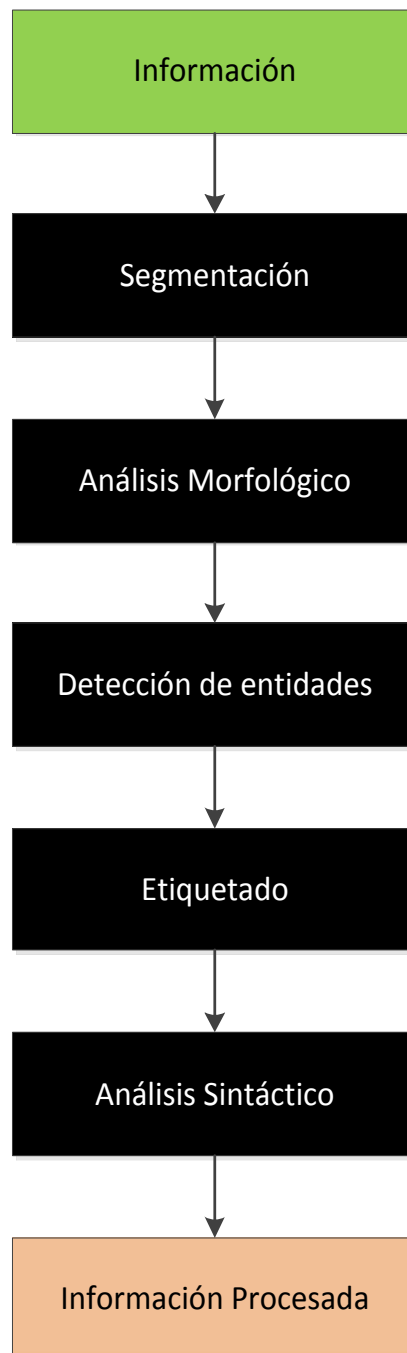 Información
Segmentación
Análisis Morfológico
Detección de entidades
Etiquetado
Análisis Sintáctico
Información Procesada